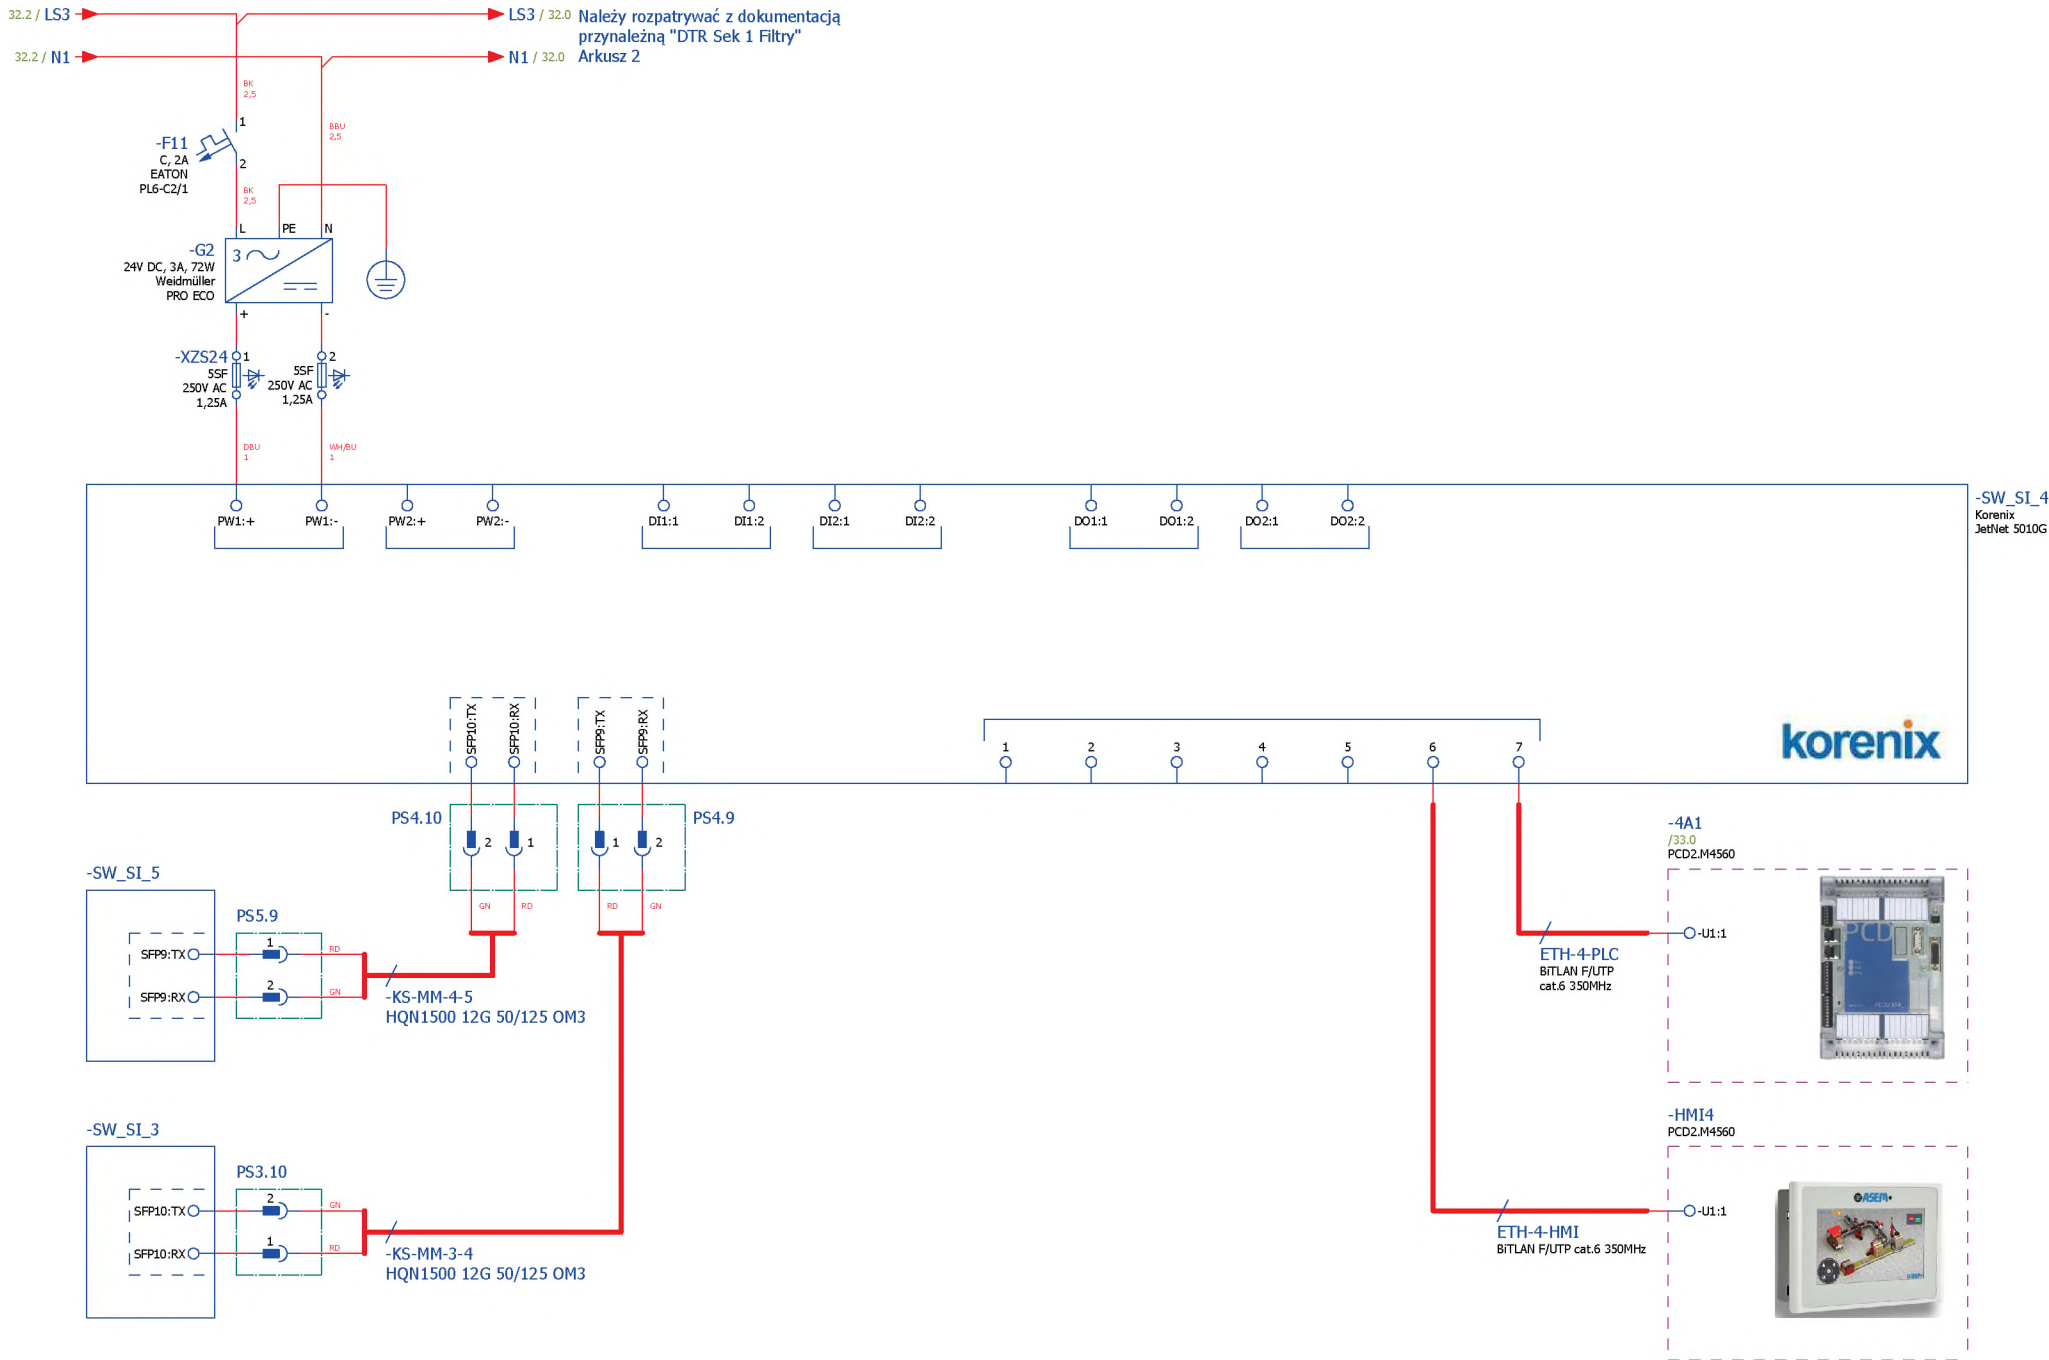 32.2 / LS3
LS3 / 32.0
Należy rozpatrywać z dokumentacją
przynależną "DTR Sek 1 Filtry"
Arkusz 2
32.2 / N1
N1 / 32.0
BK
2,5
BBU
2,5
-F11
C, 2A
EATON
PL6-C2/1
1
2
BK
2,5
L
PE
N
-G2
24V DC, 3A, 72W
Weidmüller
PRO ECO
3
+
-
-XZS24
1
5SF
250V AC
1,25A
2
5SF
250V AC
1,25A
DBU
1
WH/BU
1
PW1:+
PW1:-
PW2:+
PW2:-
DI1:1
DI1:2
DI2:1
DI2:2
DO1:1
DO1:2
DO2:1
DO2:2
-SW_SI_4
Korenix
JetNet 5010G
SFP10:TX
SFP10:RX
SFP9:TX
SFP9:RX
1
2
3
4
5
6
7
korenix
PS4.10
2
1
1
2
PS4.9
GN
RD
RD
GN
-SW_SI_5
PS5.9
SFP9:TX
1
RD
SFP9:RX
2
GN
-KS-MM-4-5
HQN1500 12G 50/125 OM3
-SW_SI_3
PS3.10
SFP10:TX
2
GN
SFP10:RX
1
RD
-KS-MM-3-4
HQN1500 12G 50/125 OM3
-4A1
/33.0
PCD2.M4560
-U1:1
PCD
ETH-4-PLC
BiTLAN F/UTP
cat.6 350MHz
-HMI4
PCD2.M4560
-U1:1
ASEM
ETH-4-HMI
BiTLAN F/UTP cat.6 350MHz